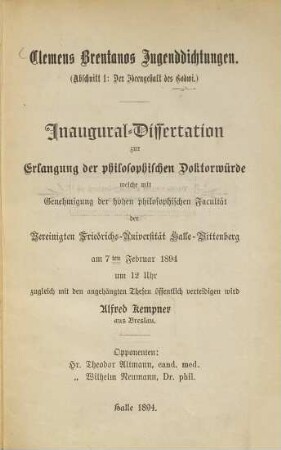 Clemens Brentanos Jugenddichtungen.
(Abschnitt 1: Der Ideengehalt des Godwi.)
Inaugural-Dissertation
zur
Erlangung der philosophischen Doktorwürde
welche mit
Genehmigung der hohen philosophischen Facultät
der
Vereinigten Friedrichs-Universität Halle-Wittenberg
am 7ten Februar 1894
um 12 Uhr
zugleich mit den angehängten Thesen öffentlich verteidigen wird
Alfred Kempner
aus Breslau.
Opponenten:
Hr. Theodor Altmann, cand. med.
„ Wilhelm Neumann, Dr. phil.
Halle 1894.